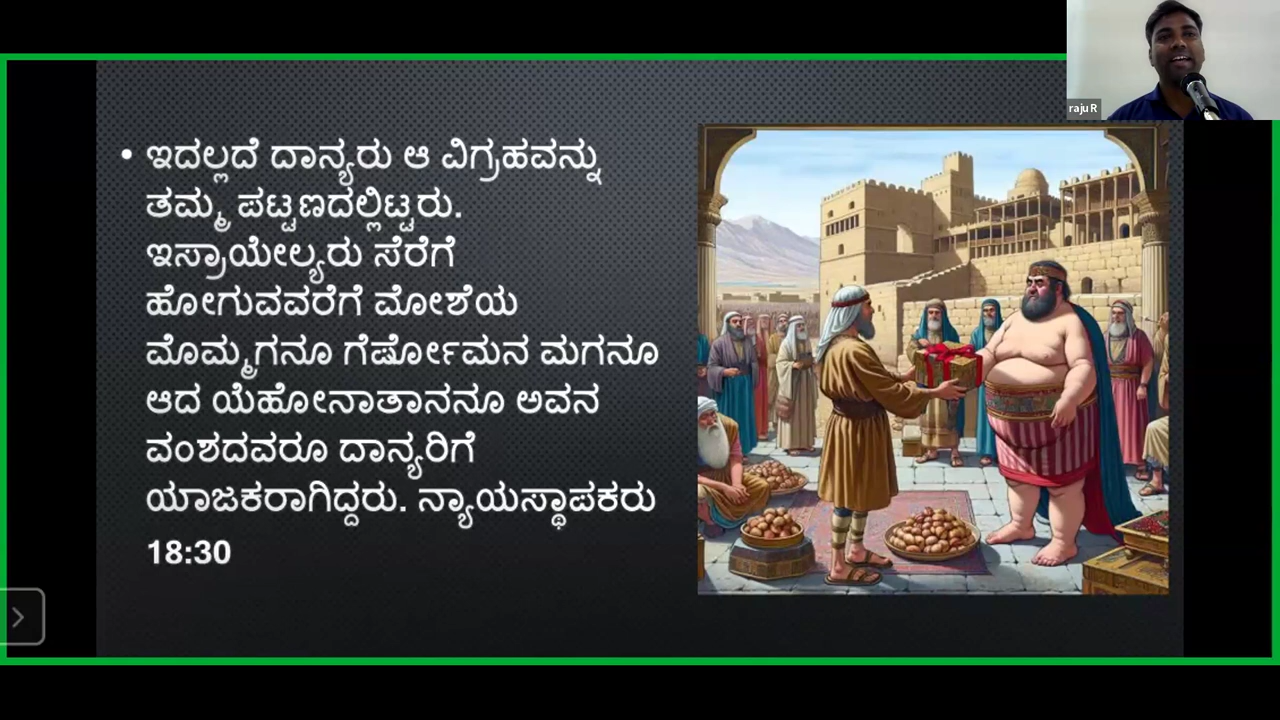 raju R
• ಇದಲ್ಲದೆ ದಾನ್ಯರು ಆ ವಿಗ್ರಹವನ್ನು
ತಮ್ಮ ಪಟ್ಟಣದಲ್ಲಿಟ್ಟರು.
ಇಸ್ರಾಯೇಲ್ಯರು ಸೆರೆಗೆ
ಹೋಗುವವರೆಗೆ ಮೋಶೆಯ
ಮೊಮ್ಮಗನೂ ಗೆರ್ಷೋಮನ ಮಗನೂ
ಆದ ಯೆಹೋನಾತಾನನೂ ಅವನ
ವಂಶದವರೂ ದಾನ್ಯರಿಗೆ
ಯಾಜಕರಾಗಿದ್ದರು. ನ್ಯಾಯಸ್ಥಾಪಕರು
18:30